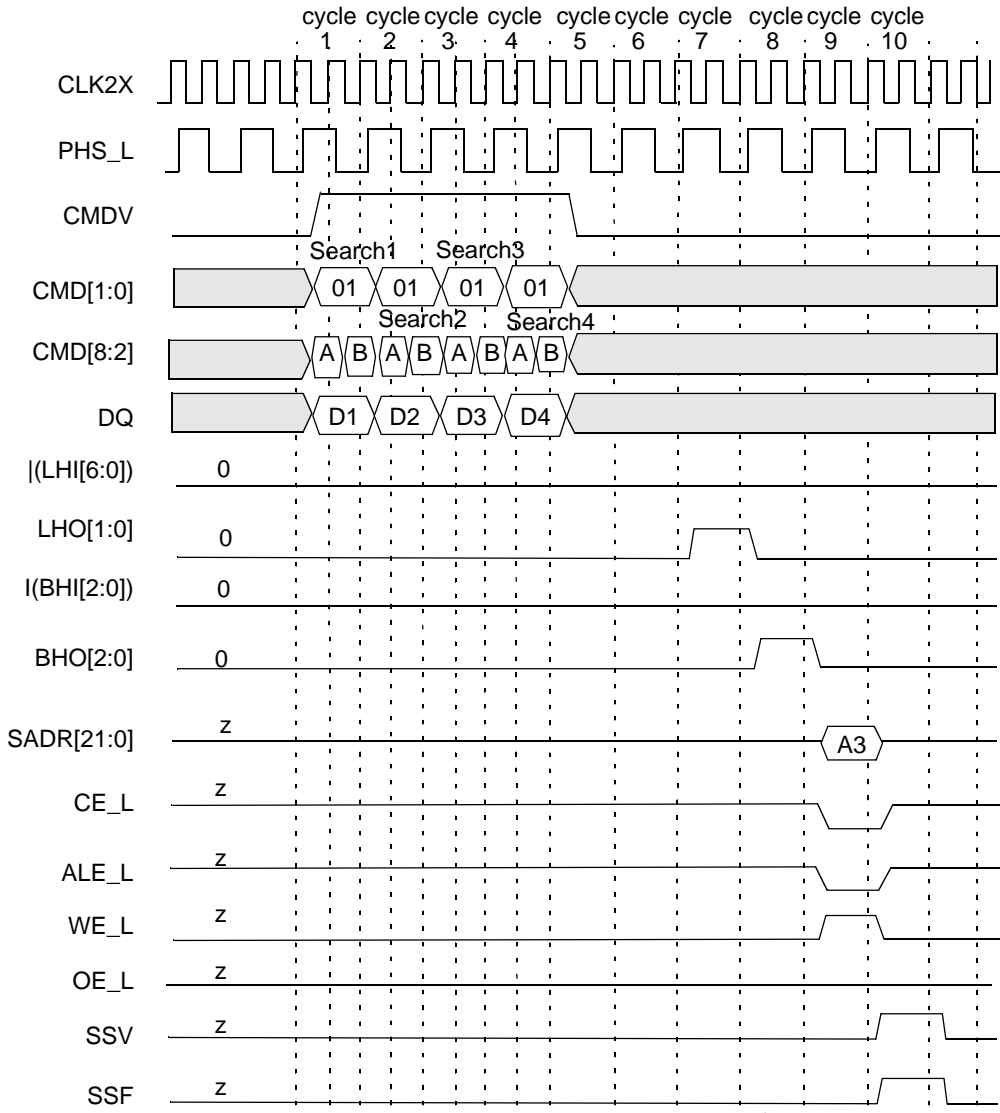 cycle cycle cycle cycle cycle cycle cycle cycle cycle cycle
1 2 3 4 5 6 7 8 9 10
CLK2X
PHS_L
CMDV
Search1 Search3
CMD[1:0] 01 01 01 01
Search2 Search4
CMD[8:2] A B A B A B A B
DQ D1 D2 D3 D4
|(LHI[6:0]) 0
LHO[1:0] 0
I(BHI[2:0]) 0
BHO[2:0] 0
SADR[21:0] z A3
CE_L z
ALE_L z
WE_L z
OE_L z
SSV z
SSF z